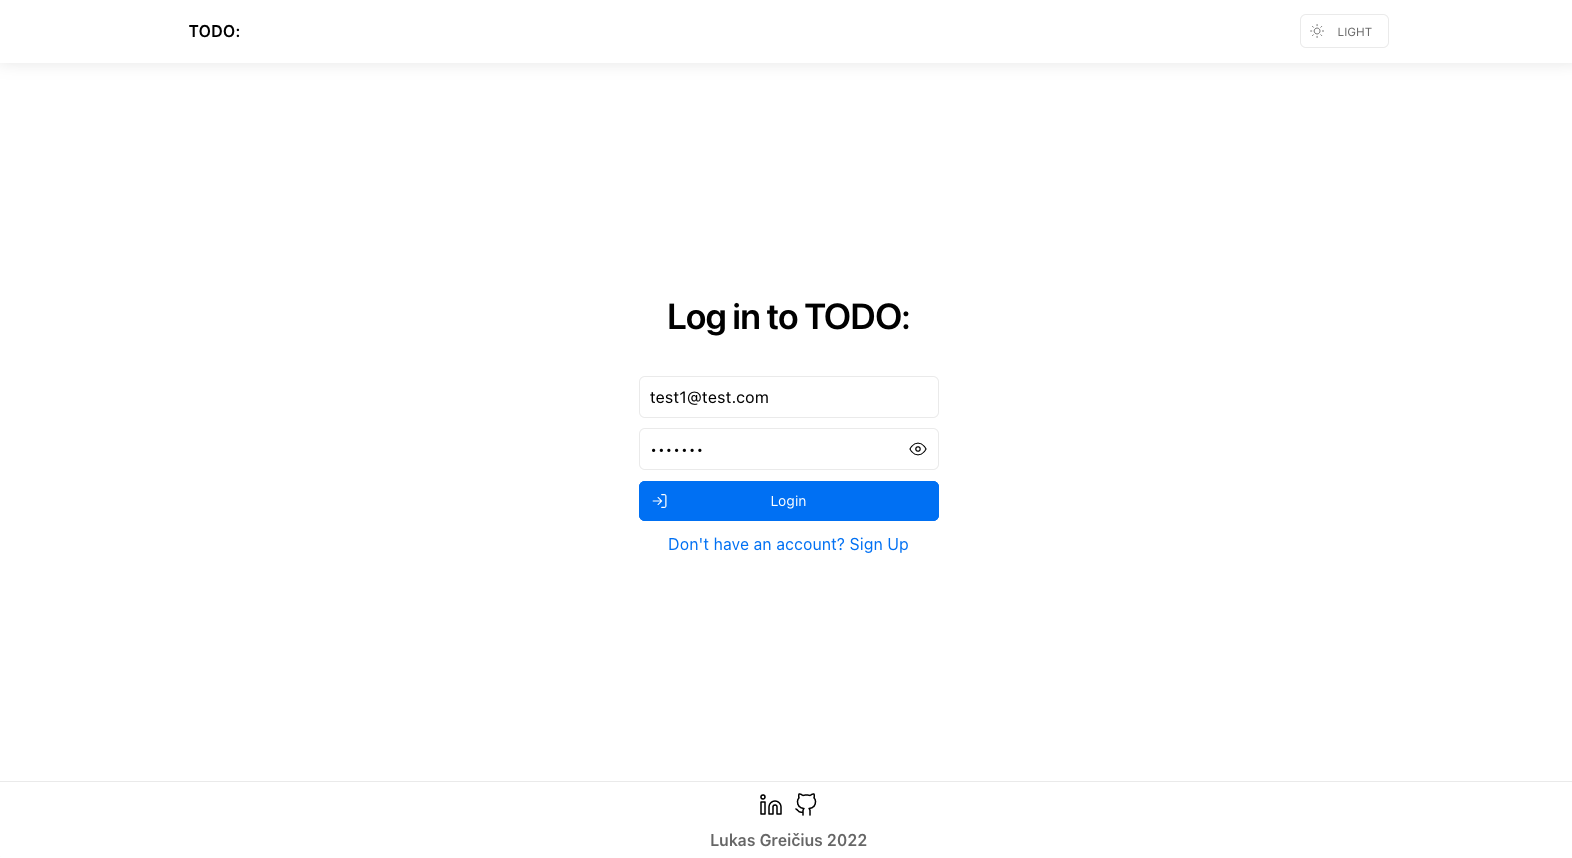 TODO:
LIGHT
Log in to TODO:
test1@test.com
•••••••
Login
Don't have an account? Sign Up
Lukas Greičius 2022